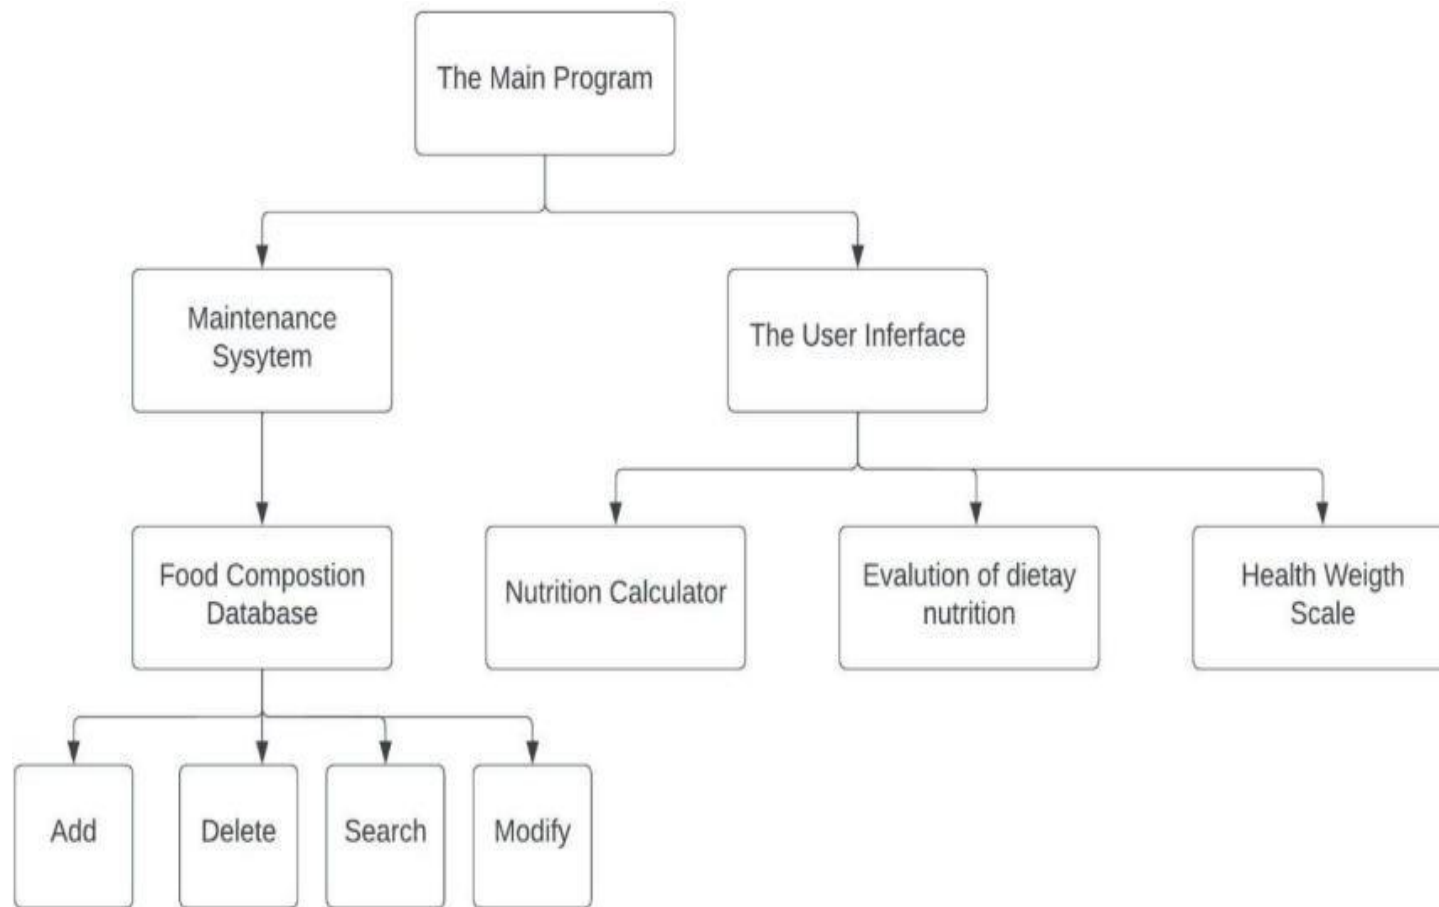 The Main Program
Maintenance
Sysytem
The User Inferface
Food Compostion
Database
Nutrition Calculator
Evalution of dietay
nutrition
Health Weigth
Scale
Add
Delete
Search
Modify